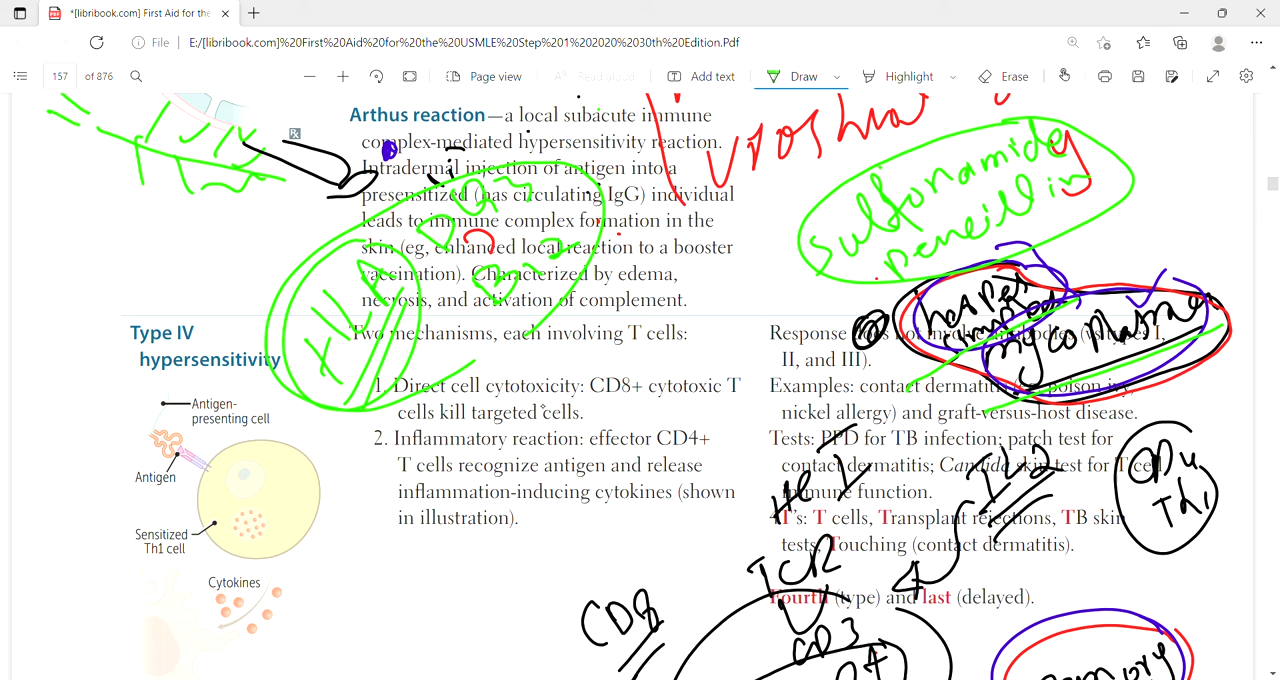 *[libribook.com] First Aid for the
File
E:/[libribook.com]%20First%20Aid%20for%20the%20USMLE%20Step%201%202020%2030th%20Edition.Pdf
157 of 876
Page view
Read aloud
Add text
Draw
Highlight
Erase
Arthus reaction—a local subacute immune
complex-mediated hypersensitivity reaction.
Intradermal injection of antigen into a
presensitized (has circulating IgG) individual
leads to immune complex formation in the
skin (eg, enhanced local reaction to a booster
vaccination). Characterized by edema,
necrosis, and activation of complement.
sulfonamide
Type IV
hypersensitivity
Two mechanisms, each involving T cells:
1. Direct cell cytotoxicity: CD8+ cytotoxic T
cells kill targeted cells.
2. Inflammatory reaction: effector CD4+
T cells recognize antigen and release
inflammation-inducing cytokines (shown
in illustration).
Antigen-
presenting cell
Antigen
Sensitized
Th1 cell
Cytokines
Response does not involve antibodies (vs types I,
II, and III).
Examples: contact dermatitis poison ivy,
nickel allergy) and graft-versus-host disease.
Tests: PPD for TB infection; patch test for
contact dermatitis; Candida skin test for T cell
immune function.
4T's: T cells, Transplant rejections, TB skin
tests, Touching (contact dermatitis).
Fourth (type) and last (delayed).
Th1
TCR
CD8
CD3